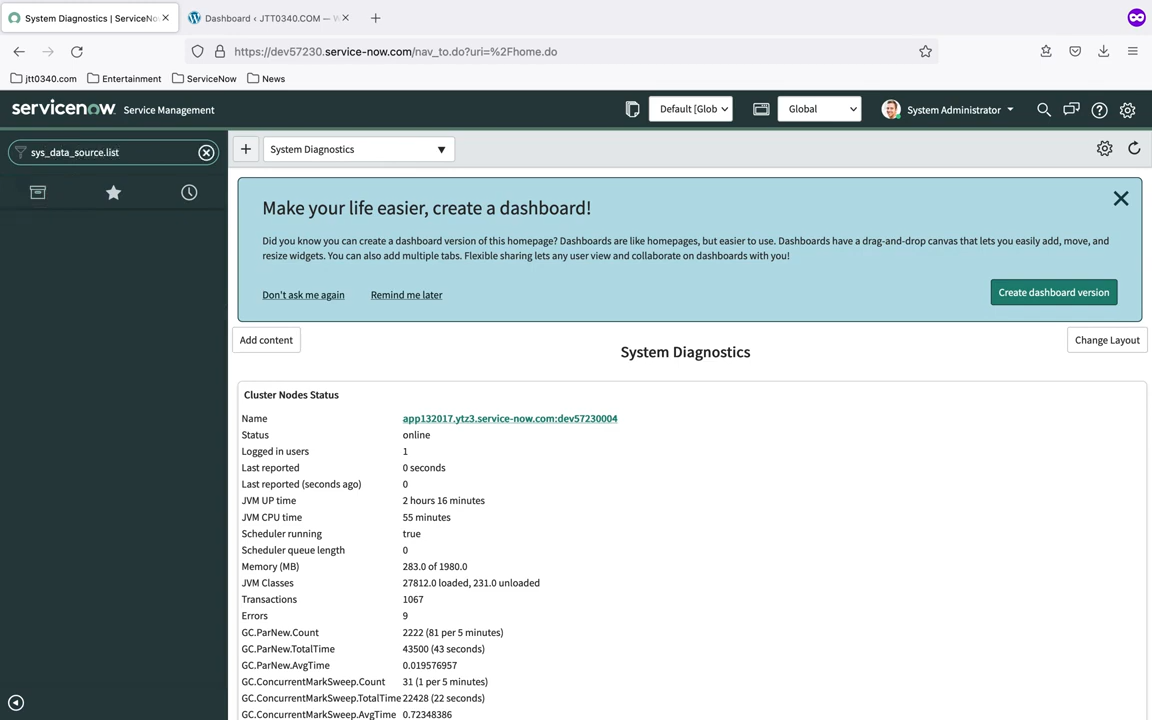 System Diagnostics | ServiceNo
Dashboard ‹ JTT0340.COM —
https://dev57230.service-now.com/nav_to.do?uri=%2Fhome.do
jtt0340.com
Entertainment
ServiceNow
News
servicenow
Service Management
Default [Glob
Global
System Administrator
sys_data_source.list
System Diagnostics
Make your life easier, create a dashboard!
Did you know you can create a dashboard version of this homepage? Dashboards are like homepages, but easier to use. Dashboards have a drag-and-drop canvas that lets you easily add, move, and
resize widgets. You can also add multiple tabs. Flexible sharing lets any user view and collaborate on dashboards with you!
Don't ask me again
Remind me later
Create dashboard version
Add content
System Diagnostics
Change Layout
Cluster Nodes Status
Name app132017.ytz3.service-now.com:dev57230004
Status online
Logged in users 1
Last reported 0 seconds
Last reported (seconds ago) 0
JVM UP time 2 hours 16 minutes
JVM CPU time 55 minutes
Scheduler running true
Scheduler queue length 0
Memory (MB) 283.0 of 1980.0
JVM Classes 27812.0 loaded, 231.0 unloaded
Transactions 1067
Errors 9
GC.ParNew.Count 2222 (81 per 5 minutes)
GC.ParNew.TotalTime 43500 (43 seconds)
GC.ParNew.AvgTime 0.019576957
GC.ConcurrentMarkSweep.Count 31 (1 per 5 minutes)
GC.ConcurrentMarkSweep.TotalTime 22428 (22 seconds)
GC.ConcurrentMarkSweep.AvgTime 0.72348386